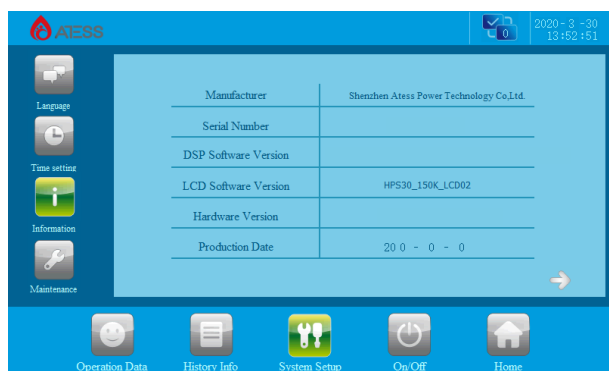 ATESS
0
2020-3-30
13:52:51
Language
Time setting
Information
Maintenance
Manufacturer Shenzhen Atess Power Technology Co,Ltd.
Serial Number
DSP Software Version
LCD Software Version HPS30_150K_LCD02
Hardware Version
Production Date 20 0 - 0 - 0
Operation Data History Info System Setup On/Off Home